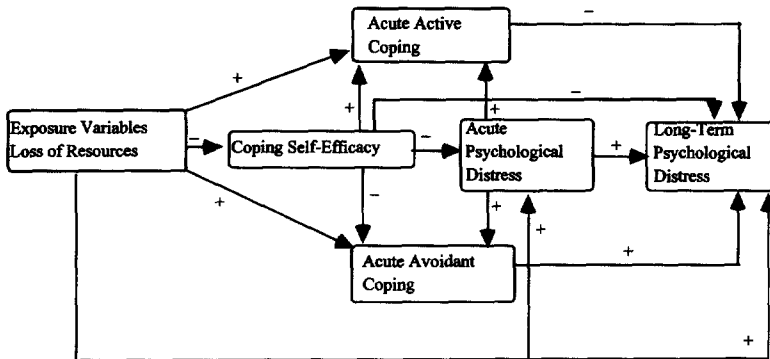 Acute Active
Coping
−
+
+
+
−
Exposure Variables
Loss of Resources
−
Coping Self-Efficacy
−
Acute
Psychological
Distress
+
Long-Term
Psychological
Distress
+
−
+
+
+
Acute Avoidant
Coping
+